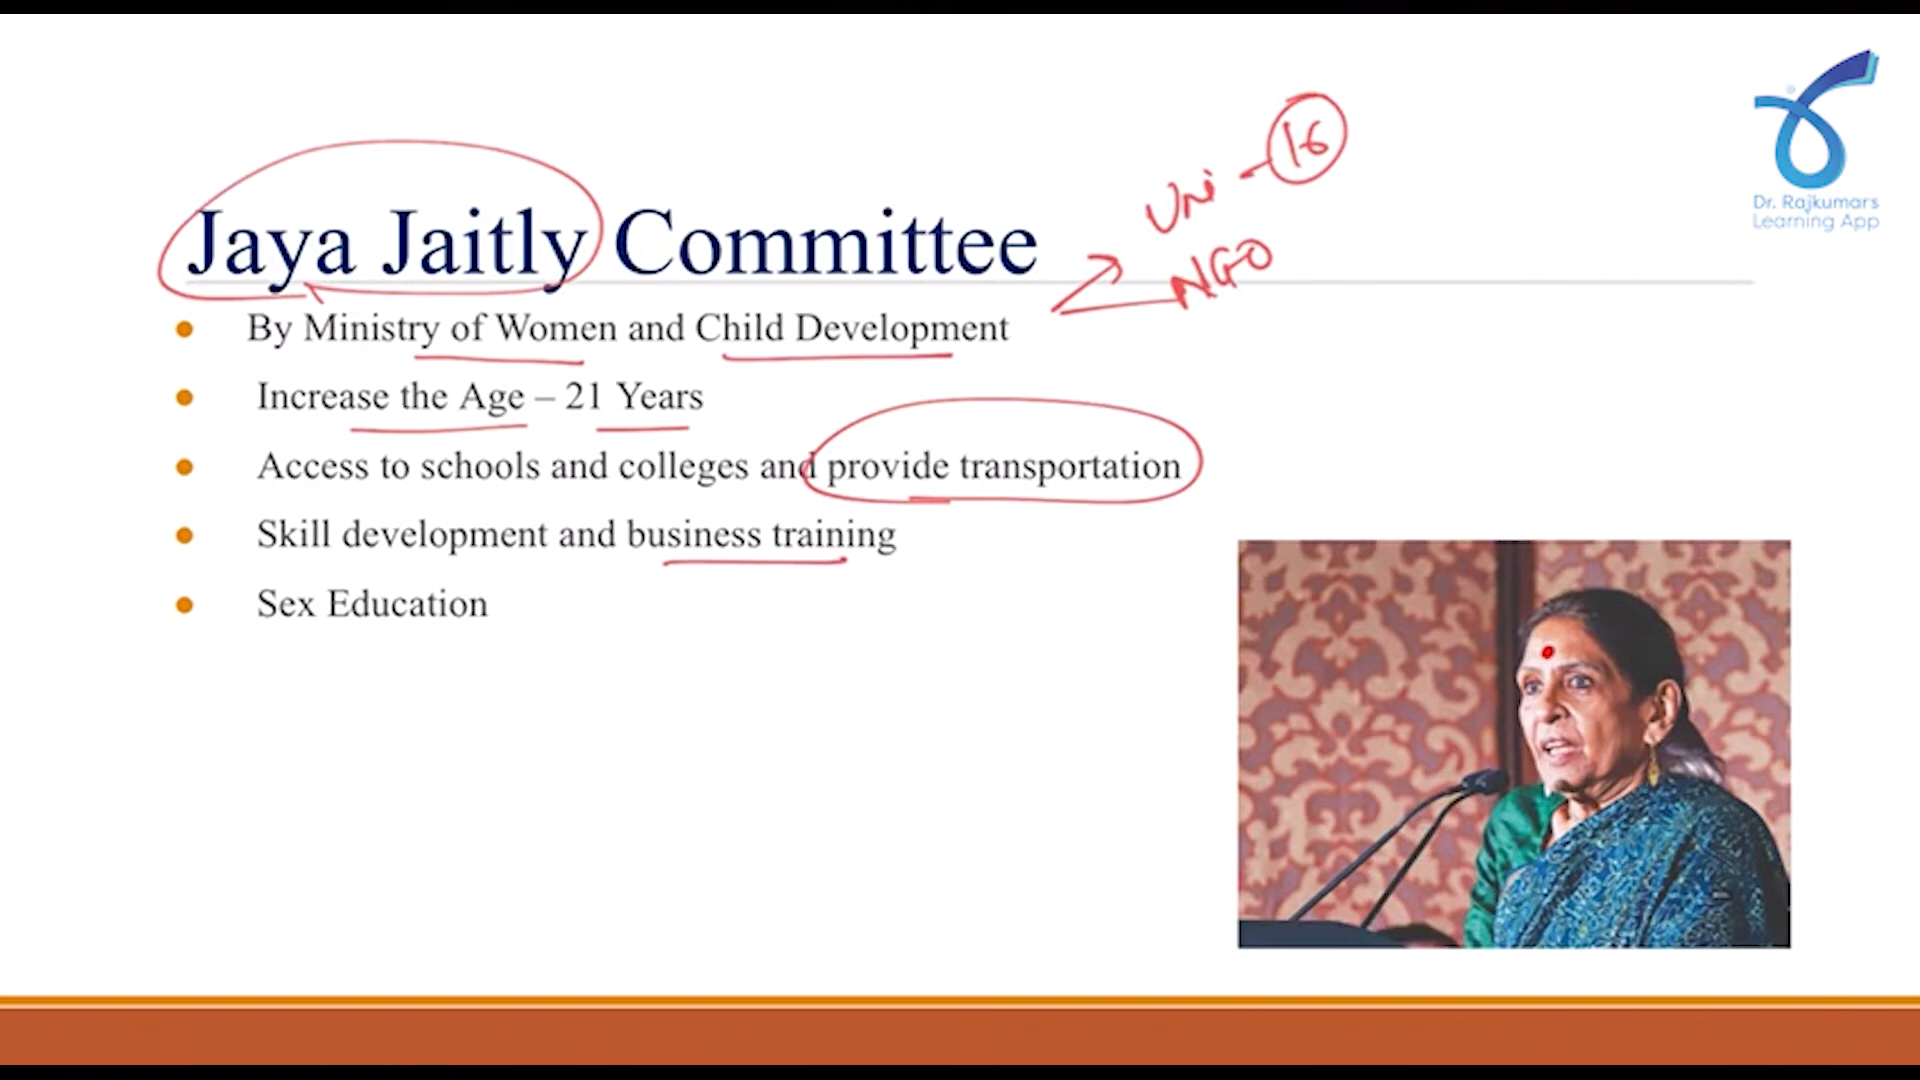 Dr. Rajkumars
Learning App
Uni - 16
NGO
Jaya Jaitly Committee
By Ministry of Women and Child Development
Increase the Age – 21 Years
Access to schools and colleges and provide transportation
Skill development and business training
Sex Education